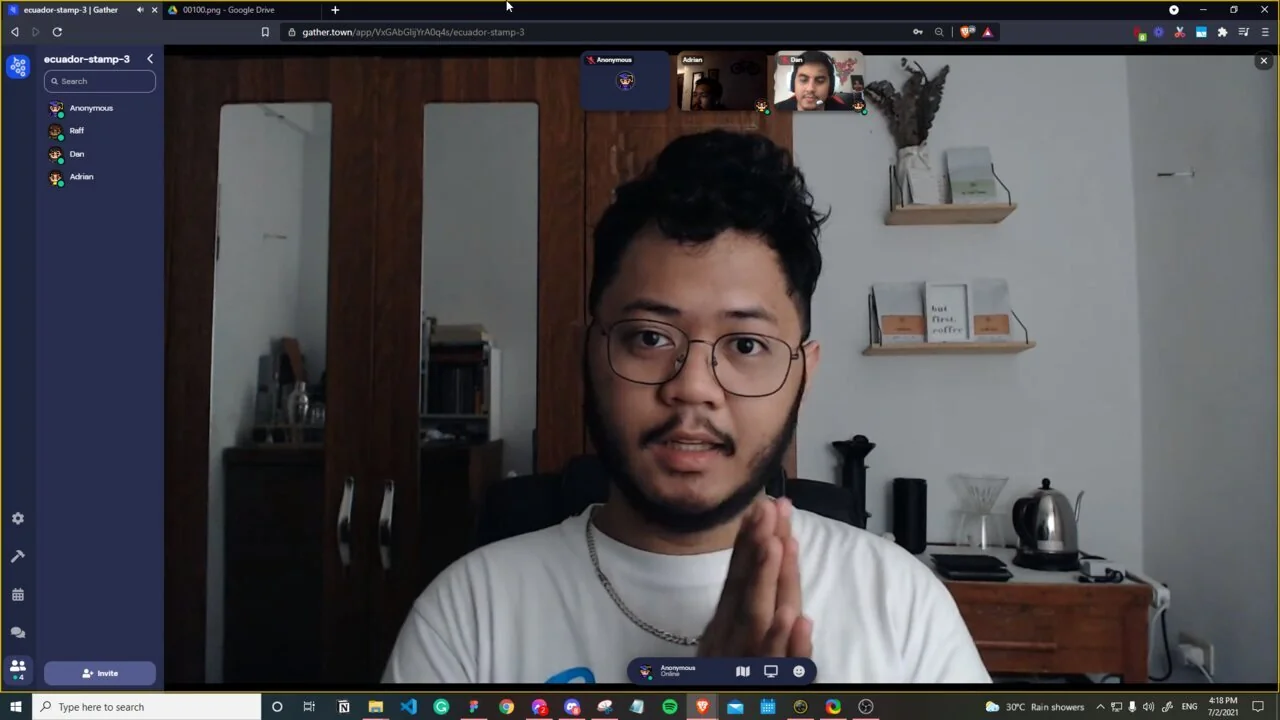 ecuador-stamp-3 | Gather
00100.png - Google Drive
gather.town/app/VxGAbGIijYrA0q4s/ecuador-stamp-3
ecuador-stamp-3
Search
Anonymous
Raff
Dan
Adrian
Invite
4
Anonymous
Adrian
Dan
but
first,
coffee
Anonymous
Online
Type here to search
30°C Rain showers
ENG
4:18 PM
7/2/2021